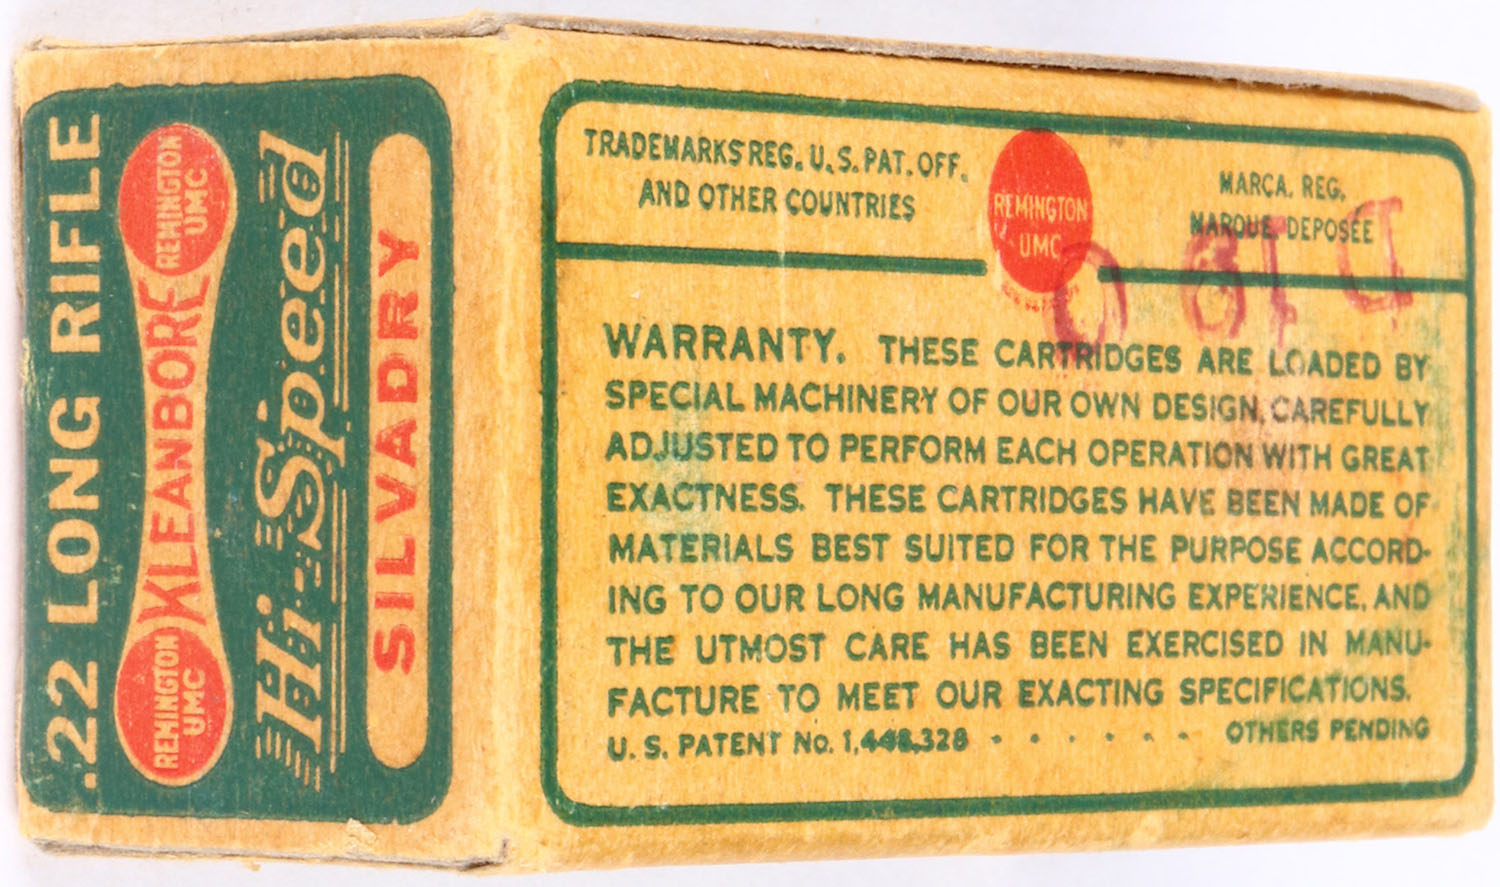 .22 LONG RIFLE
REMINGTON
UMC
KLEANBORE
REMINGTON
UMC
Hi-Speed
SILVADRY
TRADEMARKS REG. U.S. PAT. OFF.
AND OTHER COUNTRIES
REMINGTON
UMC
MARCA. REG.
MARQUE DEPOSÉE
WARRANTY. THESE CARTRIDGES ARE LOADED BY
SPECIAL MACHINERY OF OUR OWN DESIGN, CAREFULLY
ADJUSTED TO PERFORM EACH OPERATION WITH GREAT
EXACTNESS. THESE CARTRIDGES HAVE BEEN MADE OF
MATERIALS BEST SUITED FOR THE PURPOSE ACCORD-
ING TO OUR LONG MANUFACTURING EXPERIENCE, AND
THE UTMOST CARE HAS BEEN EXERCISED IN MANU-
FACTURE TO MEET OUR EXACTING SPECIFICATIONS.
U.S. PATENT No. 1,448,328 . . . . . . OTHERS PENDING